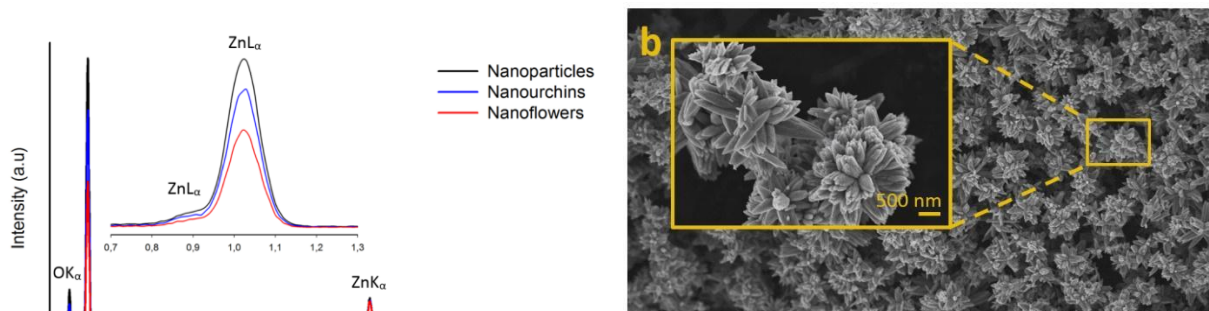 ZnLα
Nanoparticles
Nanourchins
Nanoflowers
Intensity (a.u)
ZnLα
0,7 0,8 0,9 1,0 1,1 1,2 1,3
OKα
ZnKα
b
500 nm